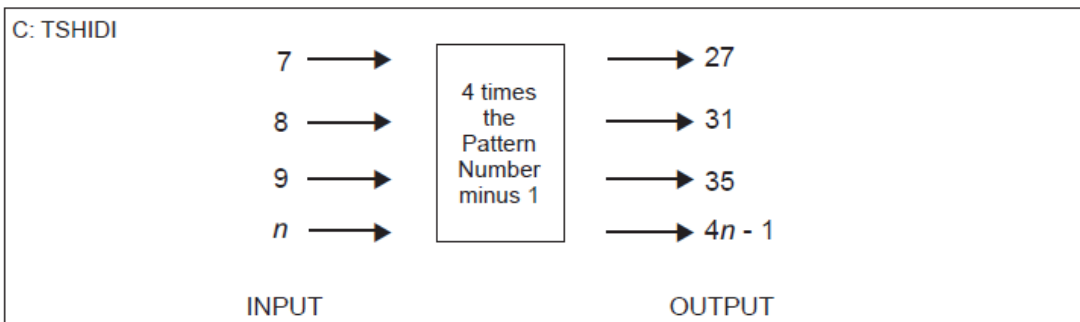 C: TSHIDI
7 27
8 31
9 35
n 4n - 1
4 times
the
Pattern
Number
minus 1
INPUT OUTPUT